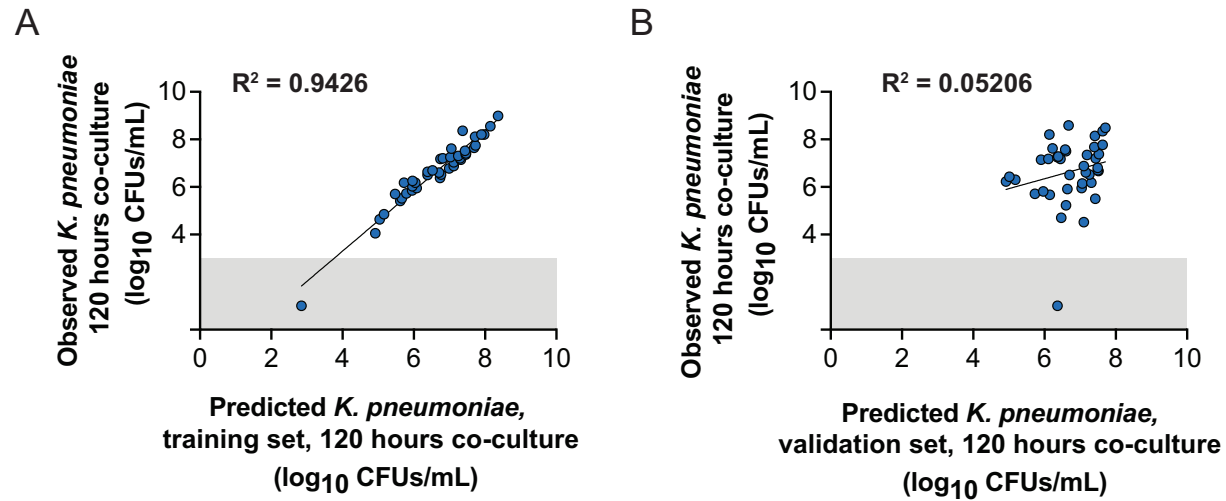 A
R² = 0.9426
Observed K. pneumoniae
120 hours co-culture
(log10 CFUs/mL)
10
8
6
4
0 2 4 6 8 10
Predicted K. pneumoniae,
training set, 120 hours co-culture
(log10 CFUs/mL)
B
R² = 0.05206
Observed K. pneumoniae
120 hours co-culture
(log10 CFUs/mL)
10
8
6
4
0 2 4 6 8 10
Predicted K. pneumoniae,
validation set, 120 hours co-culture
(log10 CFUs/mL)